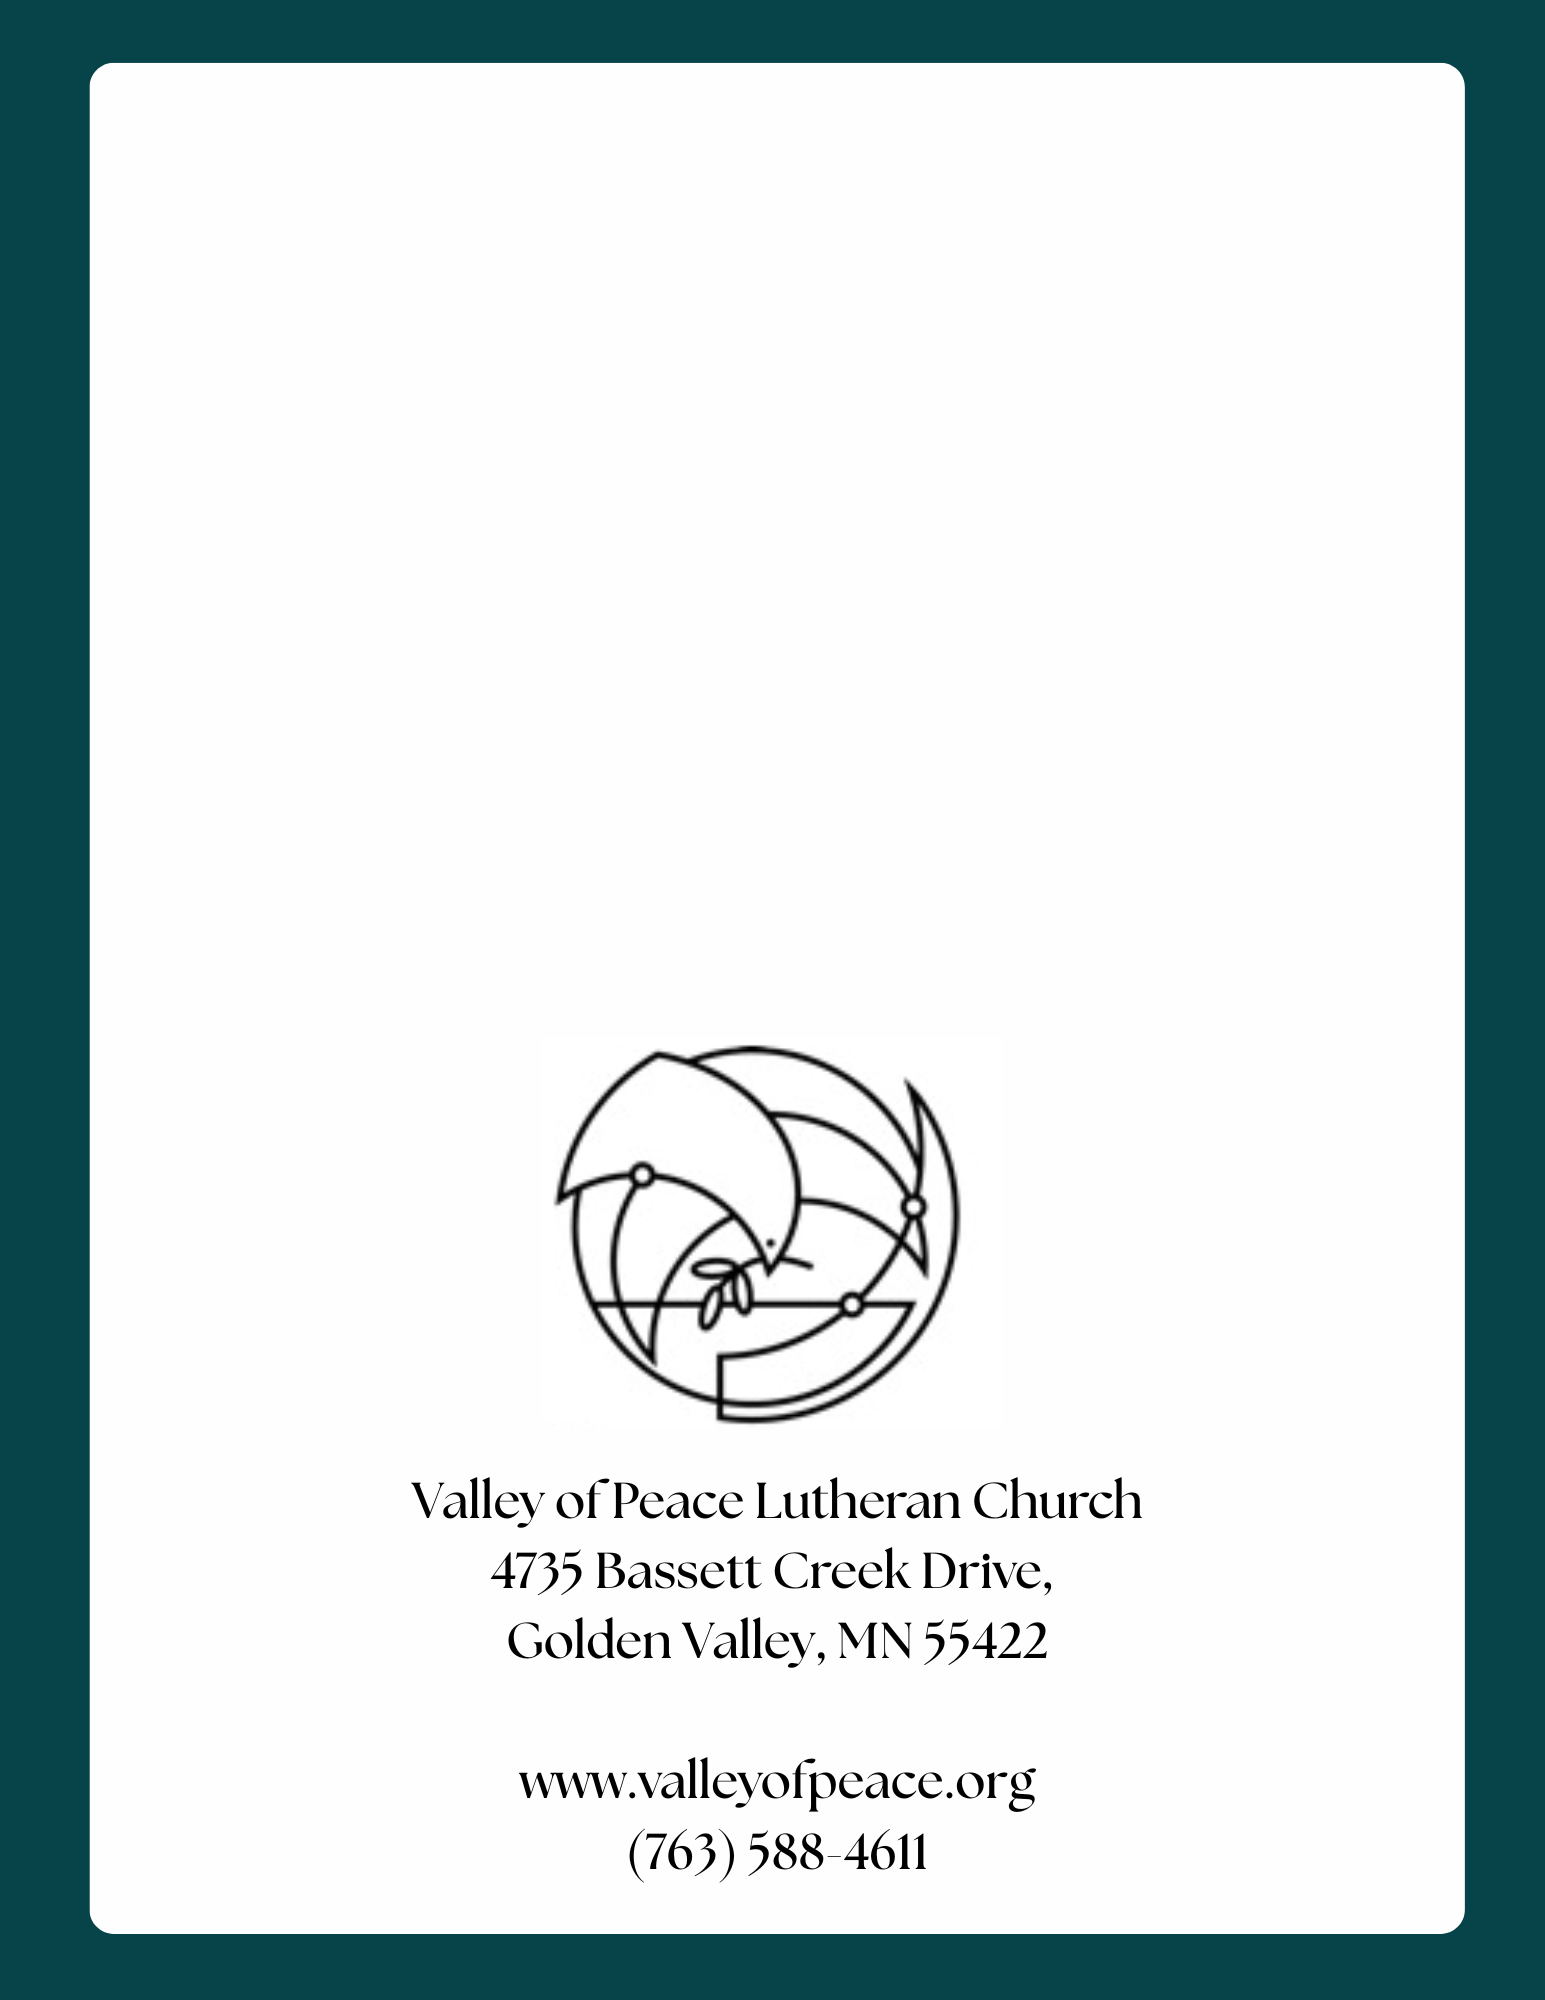 Valley of Peace Lutheran Church
4735 Bassett Creek Drive,
Golden Valley, MN 55422
www.valleyofpeace.org
(763) 588-4611